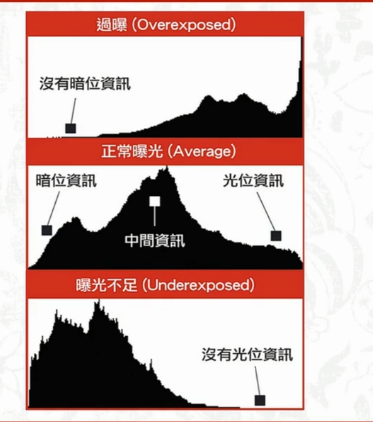 過曝 (Overexposed)
沒有暗位資訊
正常曝光 (Average)
暗位資訊
光位資訊
中間資訊
曝光不足 (Underexposed)
沒有光位資訊